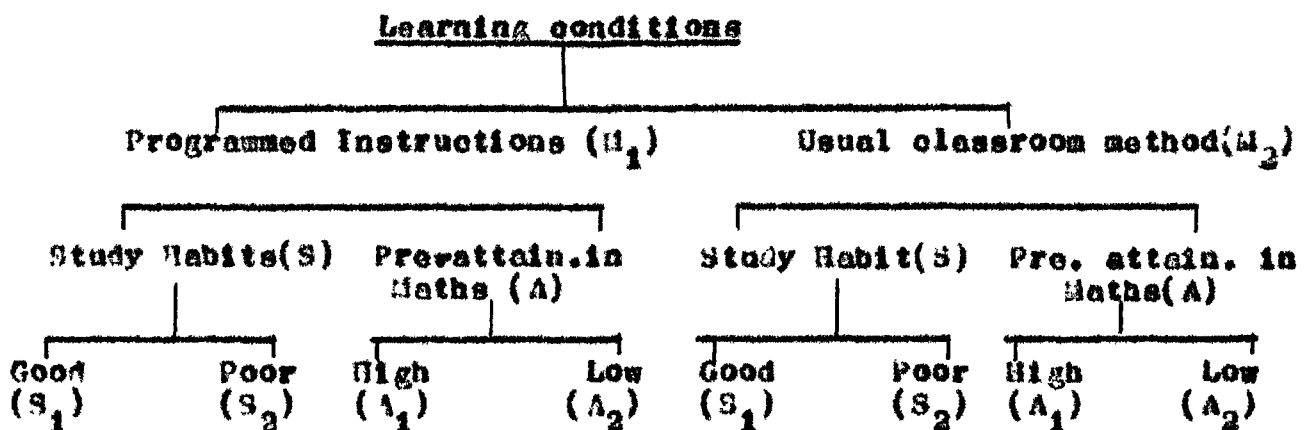 Learning conditions
Programmed Instructions (M₁) Usual classroom method(M₂)
Study Habits(S) Pre-attain.in Study Habit(S) Pre. attain. in
Maths (A) Maths(A)
Good Poor High Low Good Poor High Low
(S₁) (S₂) (A₁) (A₂) (S₁) (S₂) (A₁) (A₂)